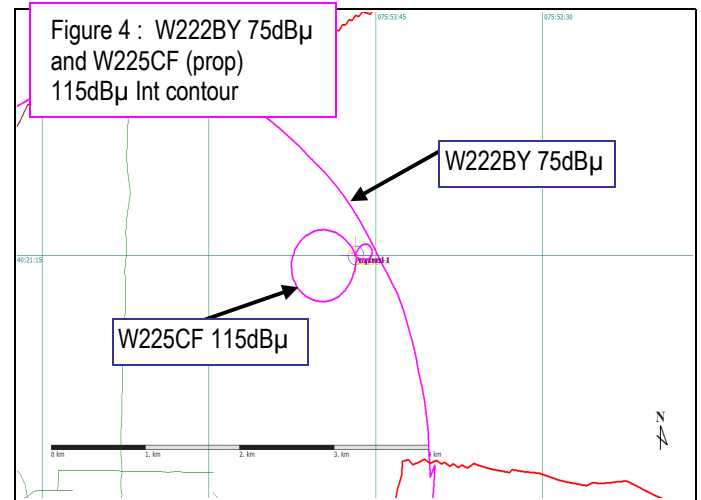 Figure 4 : W222BY 75dBµ
and W225CF (prop)
115dBµ Int contour
075:53:45
075:52:30
W222BY 75dBµ
40:21:15
W225CF 115dBµ
N
0 km
1. km
2. km
3. km
km